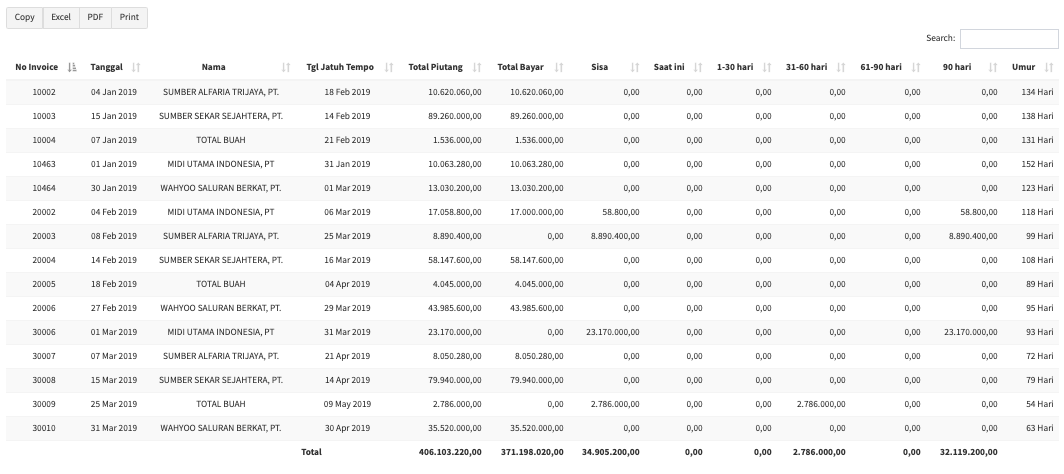 Copy Excel PDF Print
Search:
No Invoice Tanggal Nama Tgl Jatuh Tempo Total Piutang Total Bayar Sisa Saat ini 1-30 hari 31-60 hari 61-90 hari 90 hari Umur
10002 04 Jan 2019 SUMBER ALFARIA TRIJAYA, PT. 18 Feb 2019 10.620.060,00 10.620.060,00 0,00 0,00 0,00 0,00 0,00 0,00 134 Hari
10003 15 Jan 2019 SUMBER SEKAR SEJAHTERA, PT. 14 Feb 2019 89.260.000,00 89.260.000,00 0,00 0,00 0,00 0,00 0,00 0,00 138 Hari
10004 07 Jan 2019 TOTAL BUAH 21 Feb 2019 1.536.000,00 1.536.000,00 0,00 0,00 0,00 0,00 0,00 0,00 131 Hari
10463 01 Jan 2019 MIDI UTAMA INDONESIA, PT 31 Jan 2019 10.063.280,00 10.063.280,00 0,00 0,00 0,00 0,00 0,00 0,00 152 Hari
10464 30 Jan 2019 WAHYOO SALURAN BERKAT, PT. 01 Mar 2019 13.030.200,00 13.030.200,00 0,00 0,00 0,00 0,00 0,00 0,00 123 Hari
20002 04 Feb 2019 MIDI UTAMA INDONESIA, PT 06 Mar 2019 17.058.800,00 17.000.000,00 58.800,00 0,00 0,00 0,00 0,00 58.800,00 118 Hari
20003 08 Feb 2019 SUMBER ALFARIA TRIJAYA, PT. 25 Mar 2019 8.890.400,00 0,00 8.890.400,00 0,00 0,00 0,00 0,00 8.890.400,00 99 Hari
20004 14 Feb 2019 SUMBER SEKAR SEJAHTERA, PT. 16 Mar 2019 58.147.600,00 58.147.600,00 0,00 0,00 0,00 0,00 0,00 0,00 108 Hari
20005 18 Feb 2019 TOTAL BUAH 04 Apr 2019 4.045.000,00 4.045.000,00 0,00 0,00 0,00 0,00 0,00 0,00 89 Hari
20006 27 Feb 2019 WAHYOO SALURAN BERKAT, PT. 29 Mar 2019 43.985.600,00 43.985.600,00 0,00 0,00 0,00 0,00 0,00 0,00 95 Hari
30006 01 Mar 2019 MIDI UTAMA INDONESIA, PT 31 Mar 2019 23.170.000,00 0,00 23.170.000,00 0,00 0,00 0,00 0,00 23.170.000,00 93 Hari
30007 07 Mar 2019 SUMBER ALFARIA TRIJAYA, PT. 21 Apr 2019 8.050.280,00 8.050.280,00 0,00 0,00 0,00 0,00 0,00 0,00 72 Hari
30008 15 Mar 2019 SUMBER SEKAR SEJAHTERA, PT. 14 Apr 2019 79.940.000,00 79.940.000,00 0,00 0,00 0,00 0,00 0,00 0,00 79 Hari
30009 25 Mar 2019 TOTAL BUAH 09 May 2019 2.786.000,00 0,00 2.786.000,00 0,00 0,00 2.786.000,00 0,00 0,00 54 Hari
30010 31 Mar 2019 WAHYOO SALURAN BERKAT, PT. 30 Apr 2019 35.520.000,00 35.520.000,00 0,00 0,00 0,00 0,00 0,00 0,00 63 Hari
Total 406.103.220,00 371.198.020,00 34.905.200,00 0,00 0,00 2.786.000,00 0,00 32.119.200,00